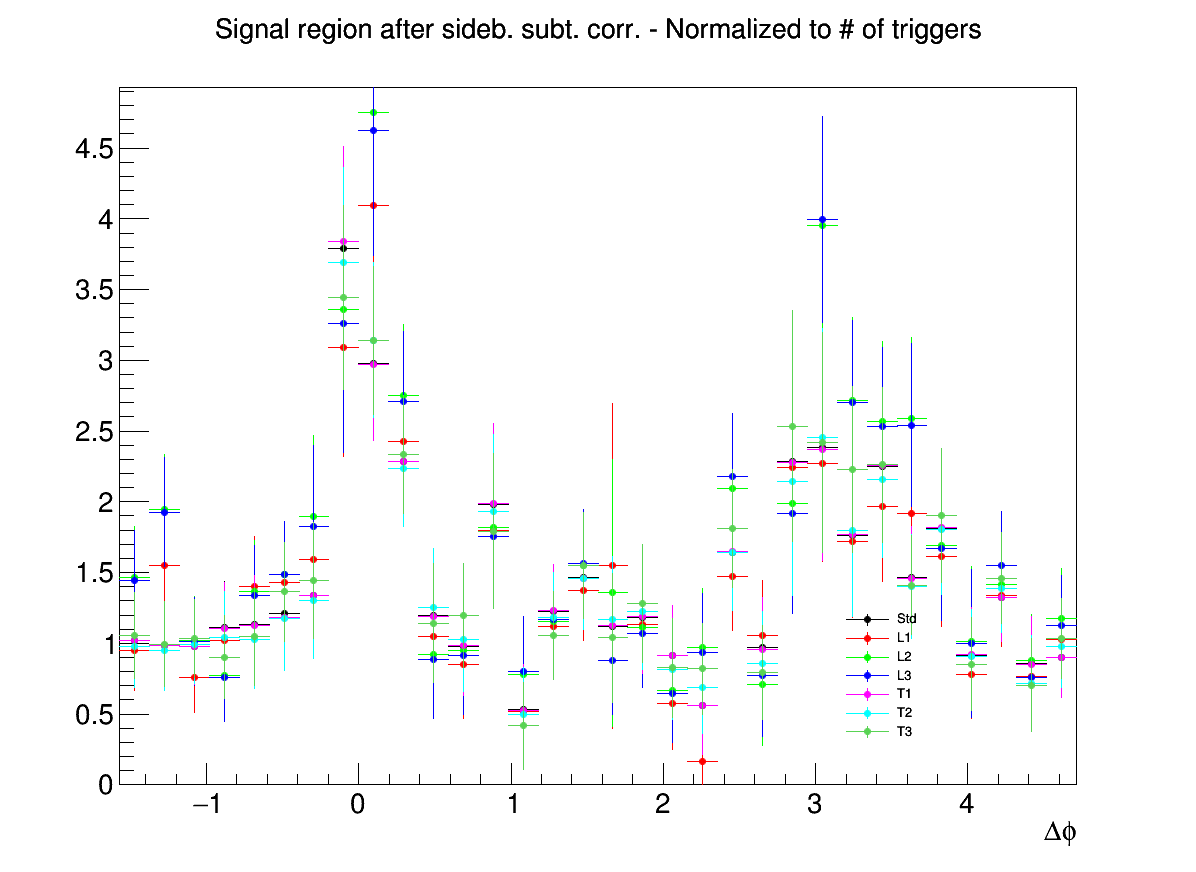 Signal region after sideb. subt. corr. - Normalized to # of triggers
4.5
4
3.5
3
2.5
2
1.5
1
0.5
0
−1 0 1 2 3 4
Δϕ
Std
L1
L2
L3
T1
T2
T3